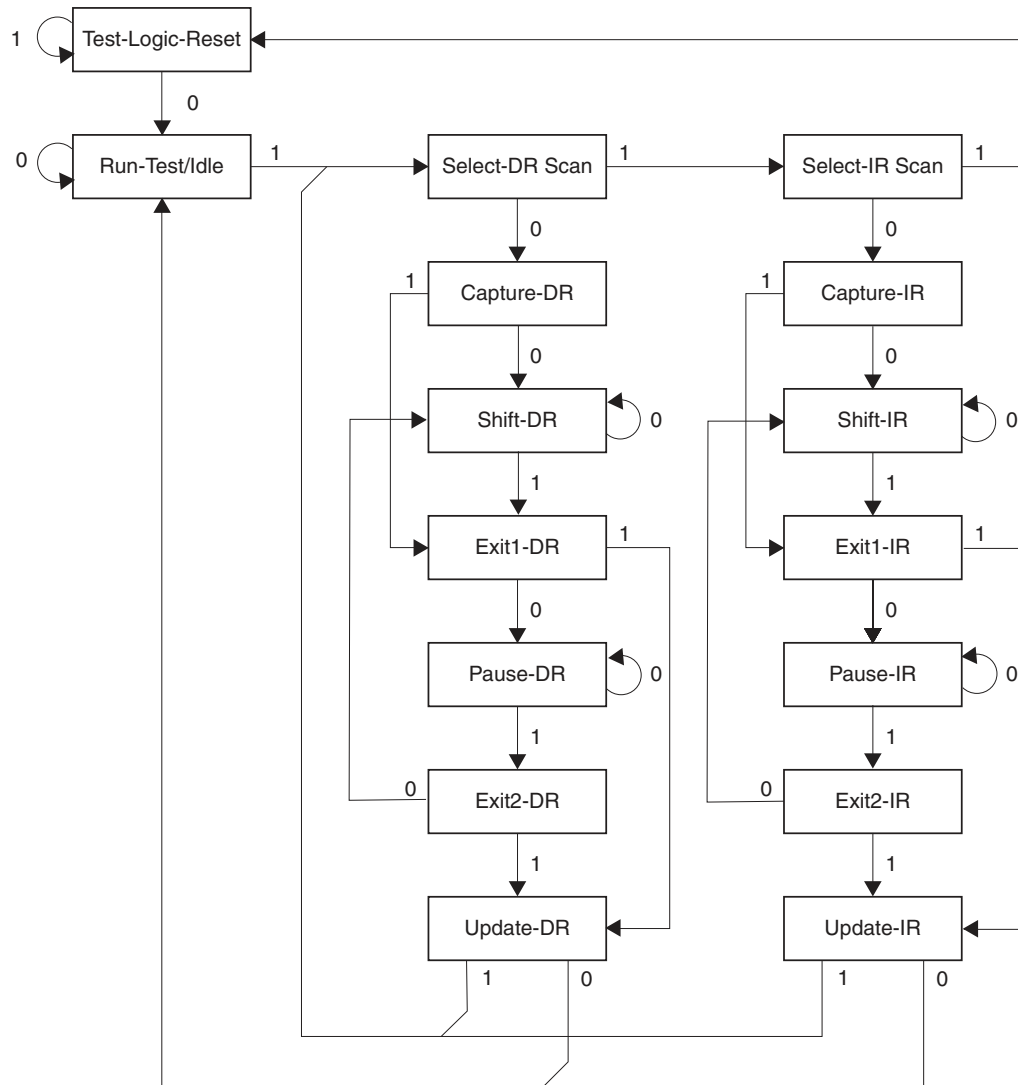 Test-Logic-Reset
1
0
Run-Test/Idle
0
1
Select-DR Scan
1
Select-IR Scan
1
0
0
Capture-DR
1
Capture-IR
1
0
0
Shift-DR
0
Shift-IR
0
1
1
Exit1-DR
1
Exit1-IR
1
0
0
Pause-DR
0
Pause-IR
0
1
1
Exit2-DR
0
Exit2-IR
0
1
1
Update-DR
Update-IR
1
0
1
0